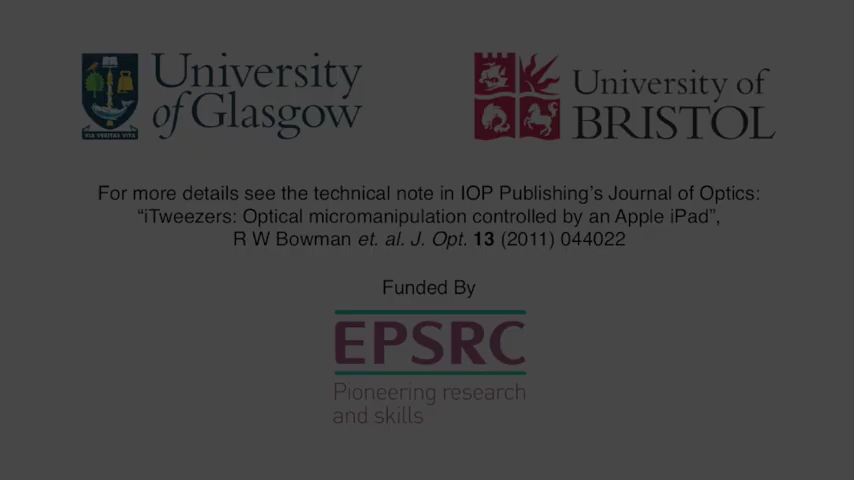 University
of Glasgow
VIA VERITAS VITA
University of
BRISTOL
For more details see the technical note in IOP Publishing's Journal of Optics:
“iTweezers: Optical micromanipulation controlled by an Apple iPad”,
R W Bowman et. al. J. Opt. 13 (2011) 044022
Funded By
EPSRC
Pioneering research
and skills